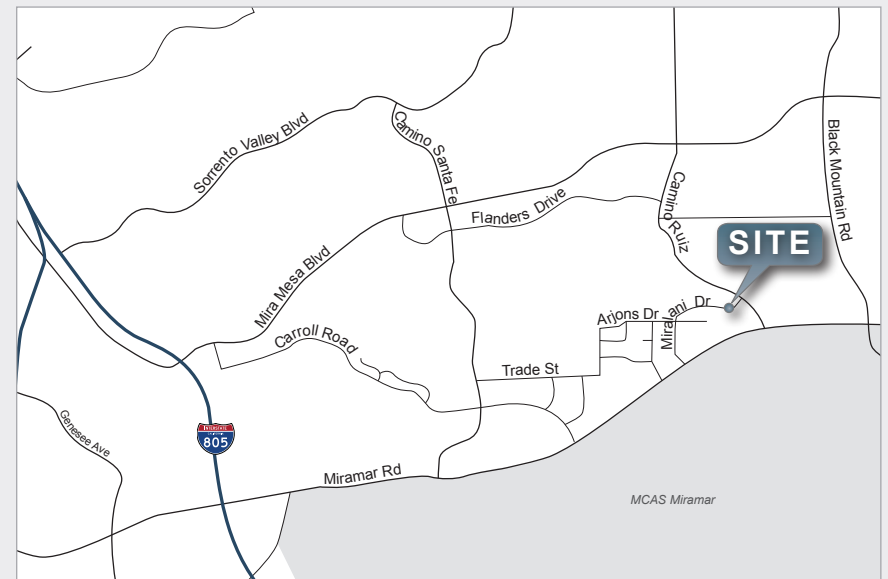 Sorrento Valley Blvd
Camino Santa Fe
Black Mountain Rd
Flanders Drive
Camino Ruiz
SITE
Mira Mesa Blvd
Arjons Dr
Miralani Dr
Carroll Road
Trade St
Genesee Ave
INTERSTATE
805
Miramar Rd
MCAS Miramar